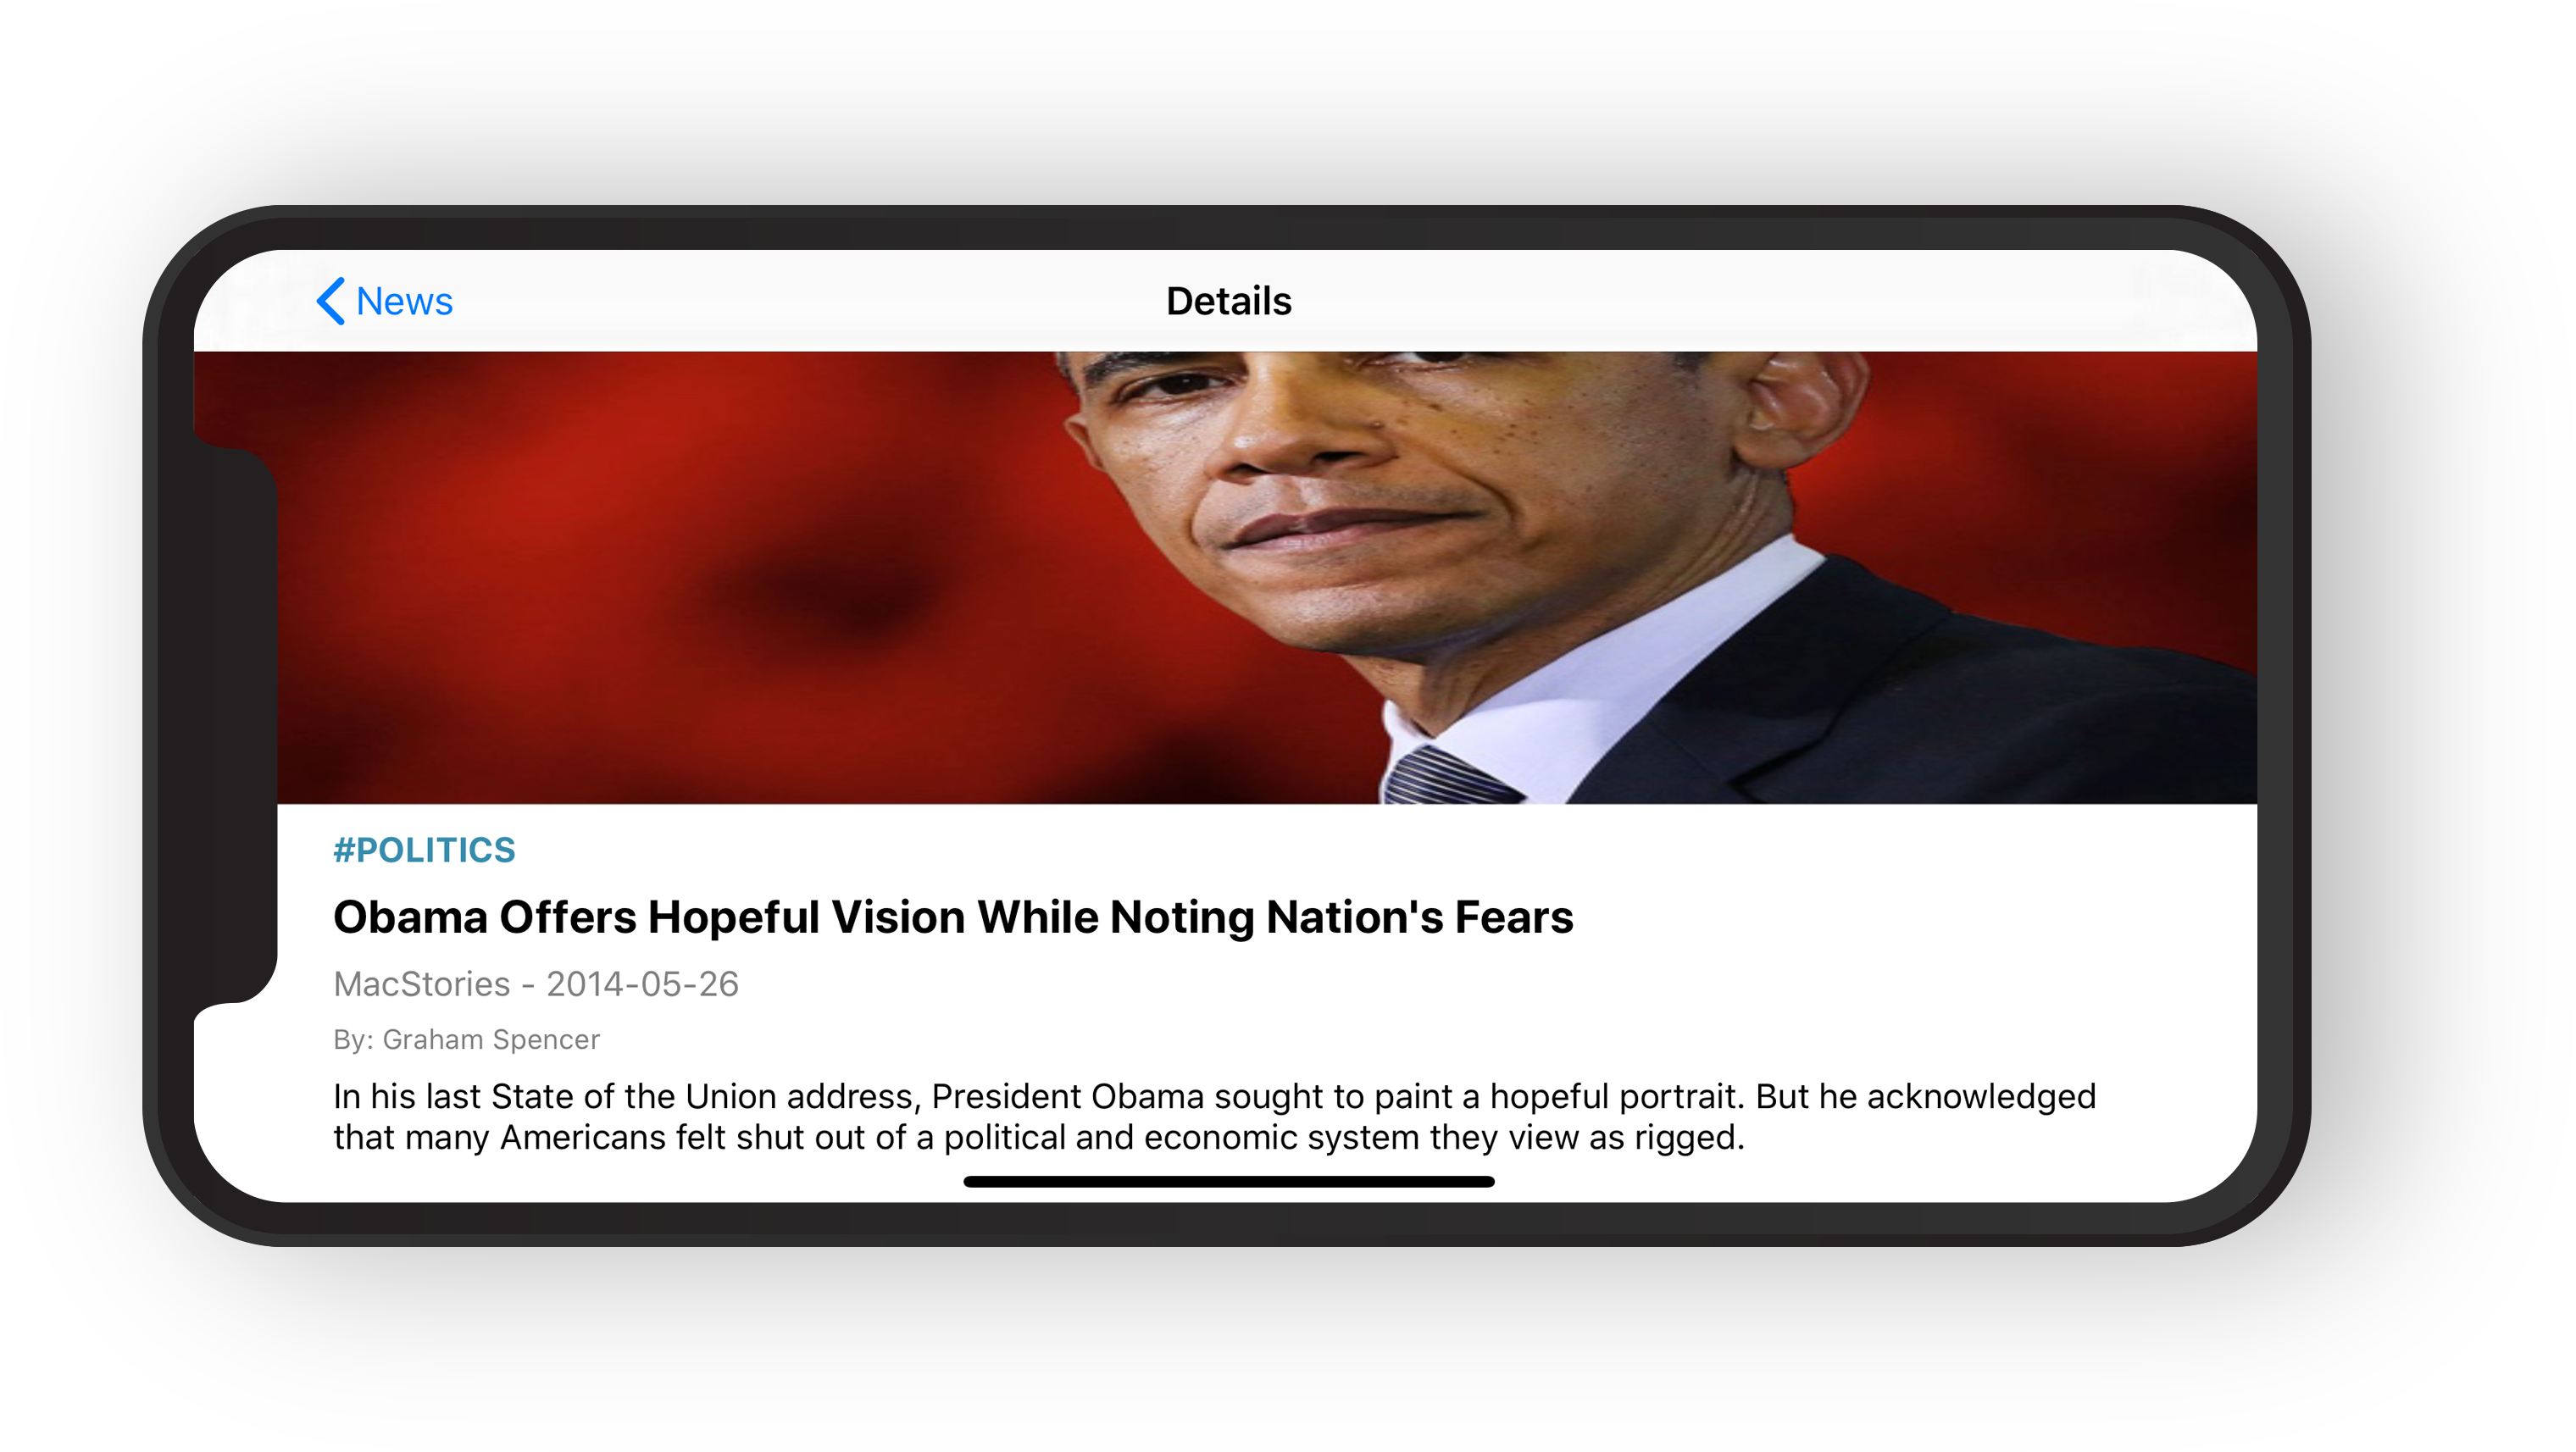 News
Details
#POLITICS
Obama Offers Hopeful Vision While Noting Nation's Fears
MacStories - 2014-05-26
By: Graham Spencer
In his last State of the Union address, President Obama sought to paint a hopeful portrait. But he acknowledged
that many Americans felt shut out of a political and economic system they view as rigged.